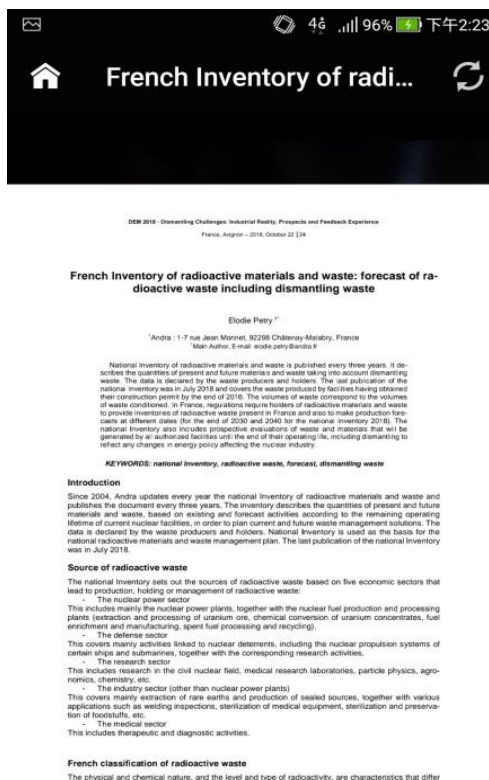 4G 96% 下午2:23
French Inventory of radi...
DEM 2018 - Dismantling Challenges: Industrial Reality, Prospects and Feedback Experience
France, Avignon – 2018, October 22 | 24
French Inventory of radioactive materials and waste: forecast of ra-
dioactive waste including dismantling waste
Elodie Petry 1*
1Andra : 1-7 rue Jean Monnet, 92298 Châtenay-Malabry, France
*Main Author, E-mail: elodie.petry@andra.fr
National Inventory of radioactive materials and waste is published every three years. It de-
scribes the quantities of present and future materials and waste taking into account dismantling
waste. The data is declared by the waste producers and holders. The last publication of the
national Inventory was in July 2018 and covers the waste produced by facilities having obtained
their construction permit by the end of 2016. The volumes of waste correspond to the volumes
of waste conditioned. In France, regulations require holders of radioactive materials and waste
to provide inventories of radioactive waste present in France and also to make production fore-
casts at different dates (for the end of 2030 and 2040 for the national Inventory 2018). The
national Inventory also includes prospective evaluations of waste and materials that will be
generated by all authorized facilities until the end of their operating life, including dismantling to
reflect any changes in energy policy affecting the nuclear industry.
KEYWORDS: national Inventory, radioactive waste, forecast, dismantling waste
Introduction
Since 2004, Andra updates every year the national Inventory of radioactive materials and waste and
publishes the document every three years. The inventory describes the quantities of present and future
materials and waste, based on existing and forecast activities according to the remaining operating
lifetime of current nuclear facilities, in order to plan current and future waste management solutions. The
data is declared by the waste producers and holders. National Inventory is used as the basis for the
national radioactive materials and waste management plan. The last publication of the national Inventory
was in July 2018.
Source of radioactive waste
The national Inventory sets out the sources of radioactive waste based on five economic sectors that
lead to production, holding or management of radioactive waste:
- The nuclear power sector
This includes mainly the nuclear power plants, together with the nuclear fuel production and processing
plants (extraction and processing of uranium ore, chemical conversion of uranium concentrates, fuel
enrichment and manufacturing, spent fuel processing and recycling).
- The defense sector
This covers mainly activities linked to nuclear deterrents, including the nuclear propulsion systems of
certain ships and submarines, together with the corresponding research activities.
- The research sector
This includes research in the civil nuclear field, medical research laboratories, particle physics, agro-
nomics, chemistry, etc.
- The industry sector (other than nuclear power plants)
This covers mainly extraction of rare earths and production of sealed sources, together with various
applications such as welding inspections, sterilization of medical equipment, sterilization and preserva-
tion of foodstuffs, etc.
- The medical sector
This includes therapeutic and diagnostic activities.
French classification of radioactive waste
The physical and chemical nature, and the level and type of radioactivity, are characteristics that differ